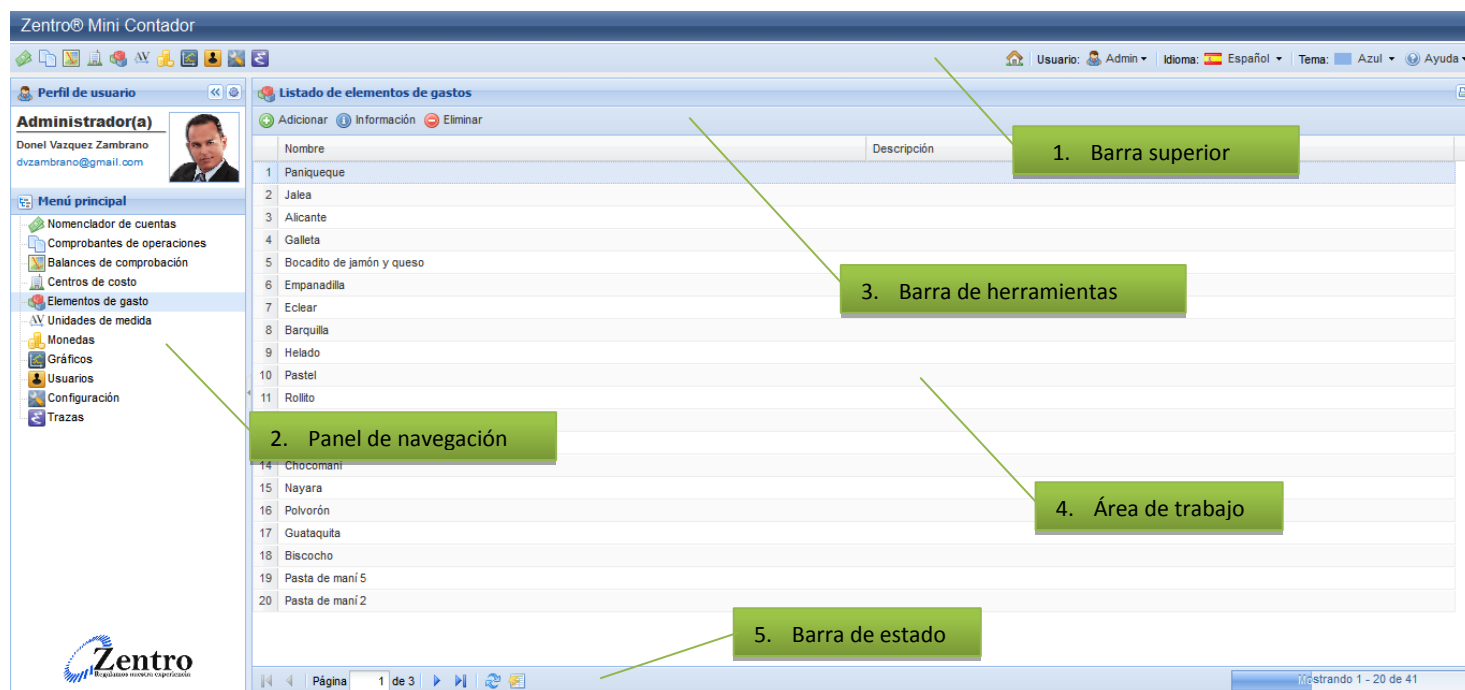 Zentro® Mini Contador
Usuario: Admin Idioma: Español Tema: Azul Ayuda
Perfil de usuario
Administrador(a)
Donel Vazquez Zambrano
dvzambrano@gmail.com
Menú principal
Nomenclador de cuentas
Comprobantes de operaciones
Balances de comprobación
Centros de costo
Elementos de gasto
Unidades de medida
Monedas
Gráficos
Usuarios
Configuración
Trazas
2. Panel de navegación
Zentro
Regulamos nuestra experiencia
Listado de elementos de gastos
Adicionar Información Eliminar
Nombre Descripción
1. Barra superior
1 Paniqueque
2 Jalea
3 Alicante
4 Galleta
5 Bocadito de jamón y queso
6 Empanadilla
3. Barra de herramientas
7 Eclear
8 Barquilla
9 Helado
10 Pastel
11 Rollito
14 Chocomaní
15 Nayara
16 Polvorón
4. Área de trabajo
17 Guataquita
18 Biscocho
19 Pasta de maní 5
20 Pasta de maní 2
5. Barra de estado
Página 1 de 3
Mostrando 1 - 20 de 41